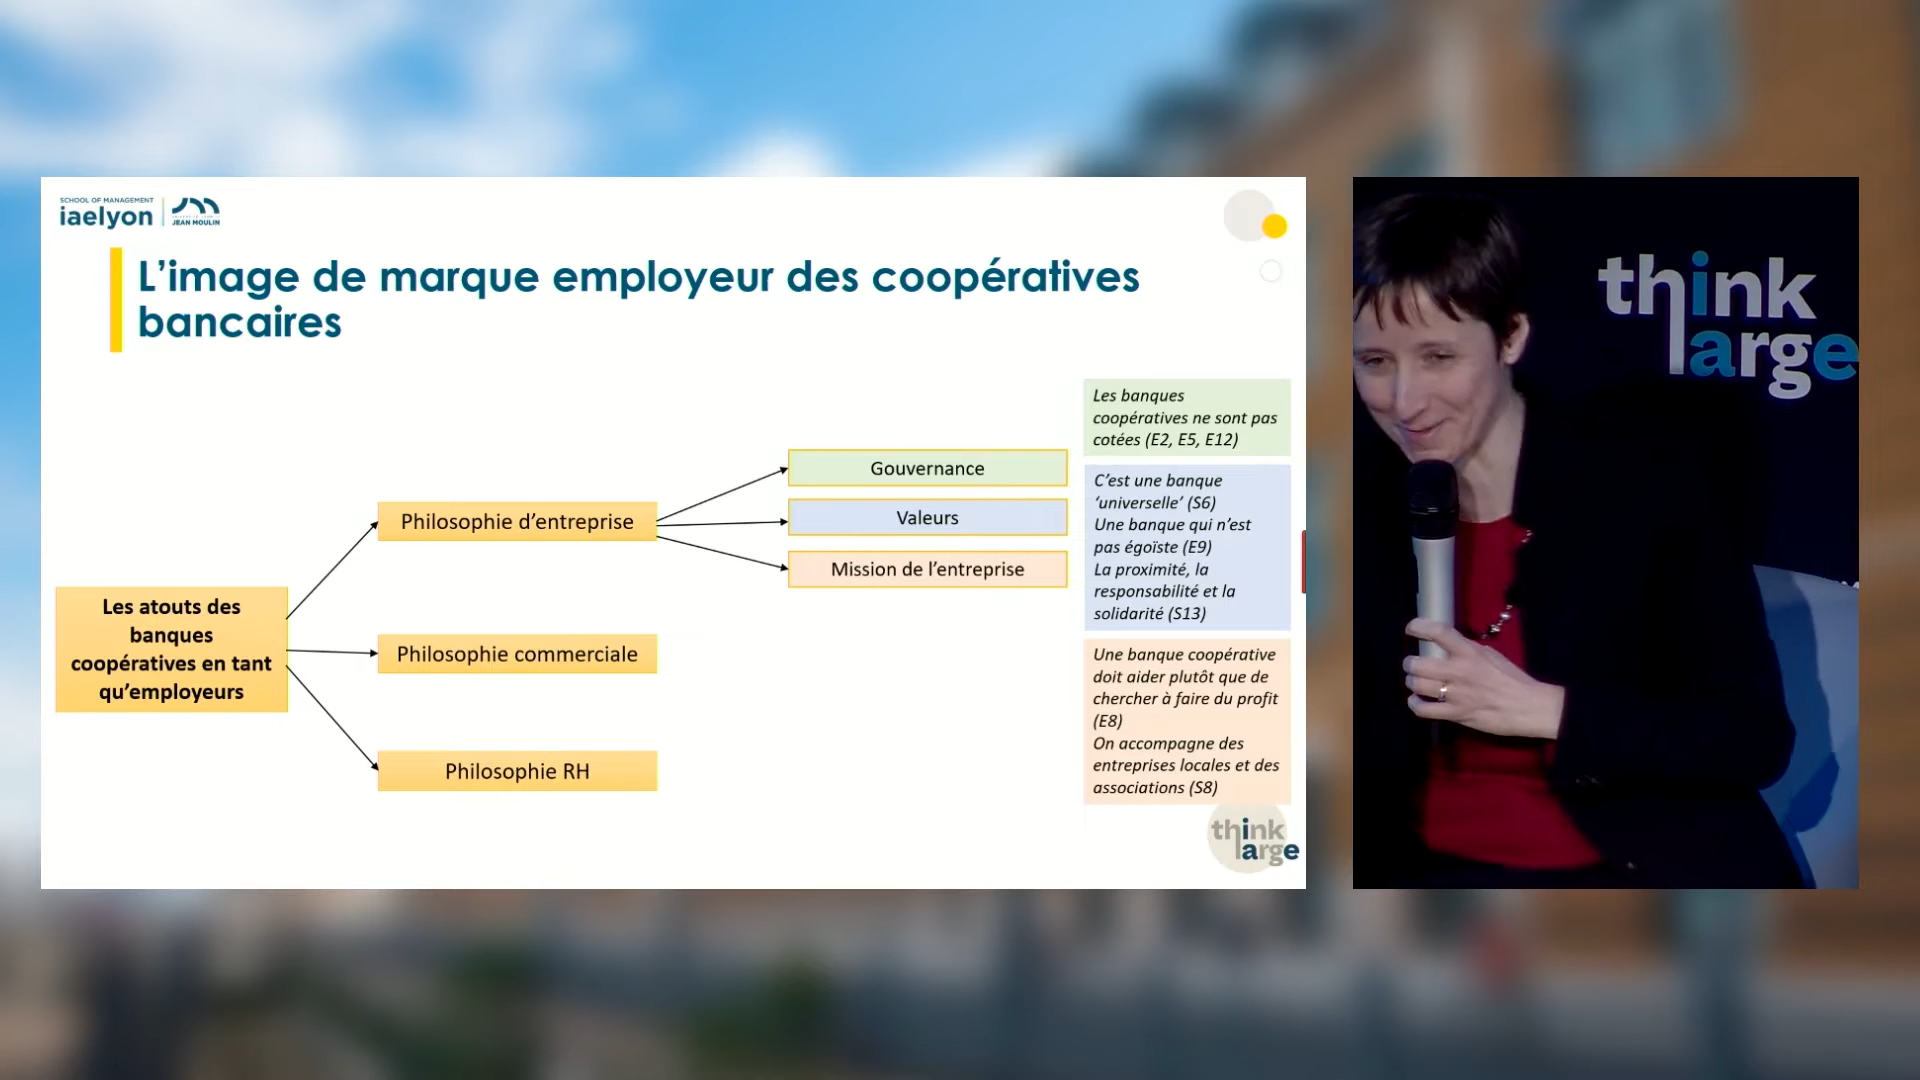 SCHOOL OF MANAGEMENT
iaelyon
JEAN MOULIN
L’image de marque employeur des coopératives
bancaires
Les atouts des
banques
coopératives en tant
qu’employeurs
Philosophie d’entreprise
Philosophie commerciale
Philosophie RH
Gouvernance
Valeurs
Mission de l’entreprise
Les banques
coopératives ne sont pas
cotées (E2, E5, E12)
C’est une banque
‘universelle’ (S6)
Une banque qui n’est
pas égoïste (E9)
La proximité, la
responsabilité et la
solidarité (S13)
Une banque coopérative
doit aider plutôt que de
chercher à faire du profit
(E8)
On accompagne des
entreprises locales et des
associations (S8)
think
large
think
large